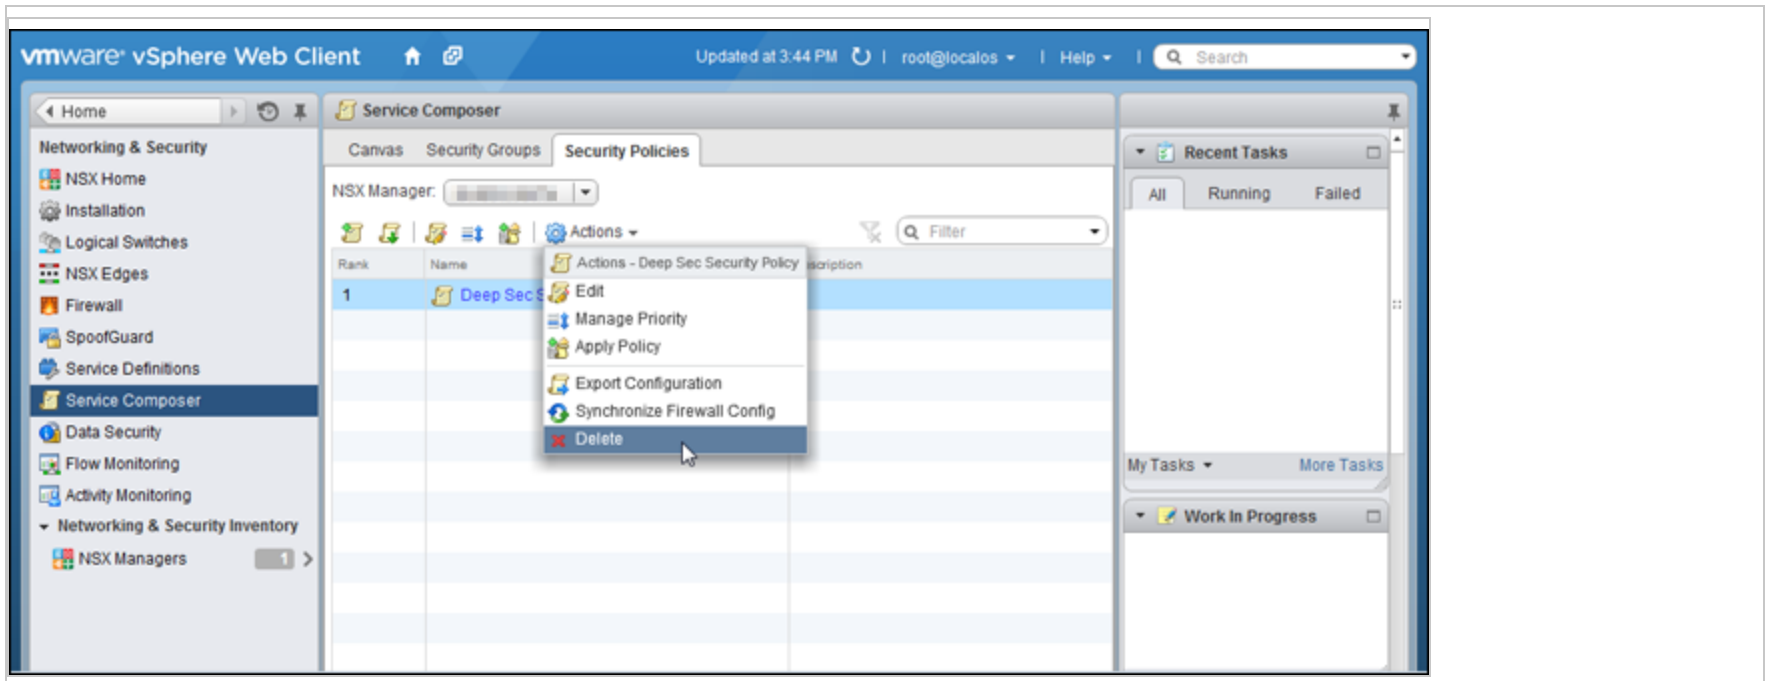 vmware® vSphere Web Client
Updated at 3:44 PM
root@localos
Help
Search
Home
Networking & Security
NSX Home
Installation
Logical Switches
NSX Edges
Firewall
SpoofGuard
Service Definitions
Service Composer
Data Security
Flow Monitoring
Activity Monitoring
Networking & Security Inventory
NSX Managers 1
Service Composer
Canvas Security Groups Security Policies
NSX Manager:
Actions
Filter
Rank Name scription
1 Deep Sec S
Actions - Deep Sec Security Policy
Edit
Manage Priority
Apply Policy
Export Configuration
Synchronize Firewall Config
Delete
Recent Tasks
All Running Failed
My Tasks More Tasks
Work In Progress